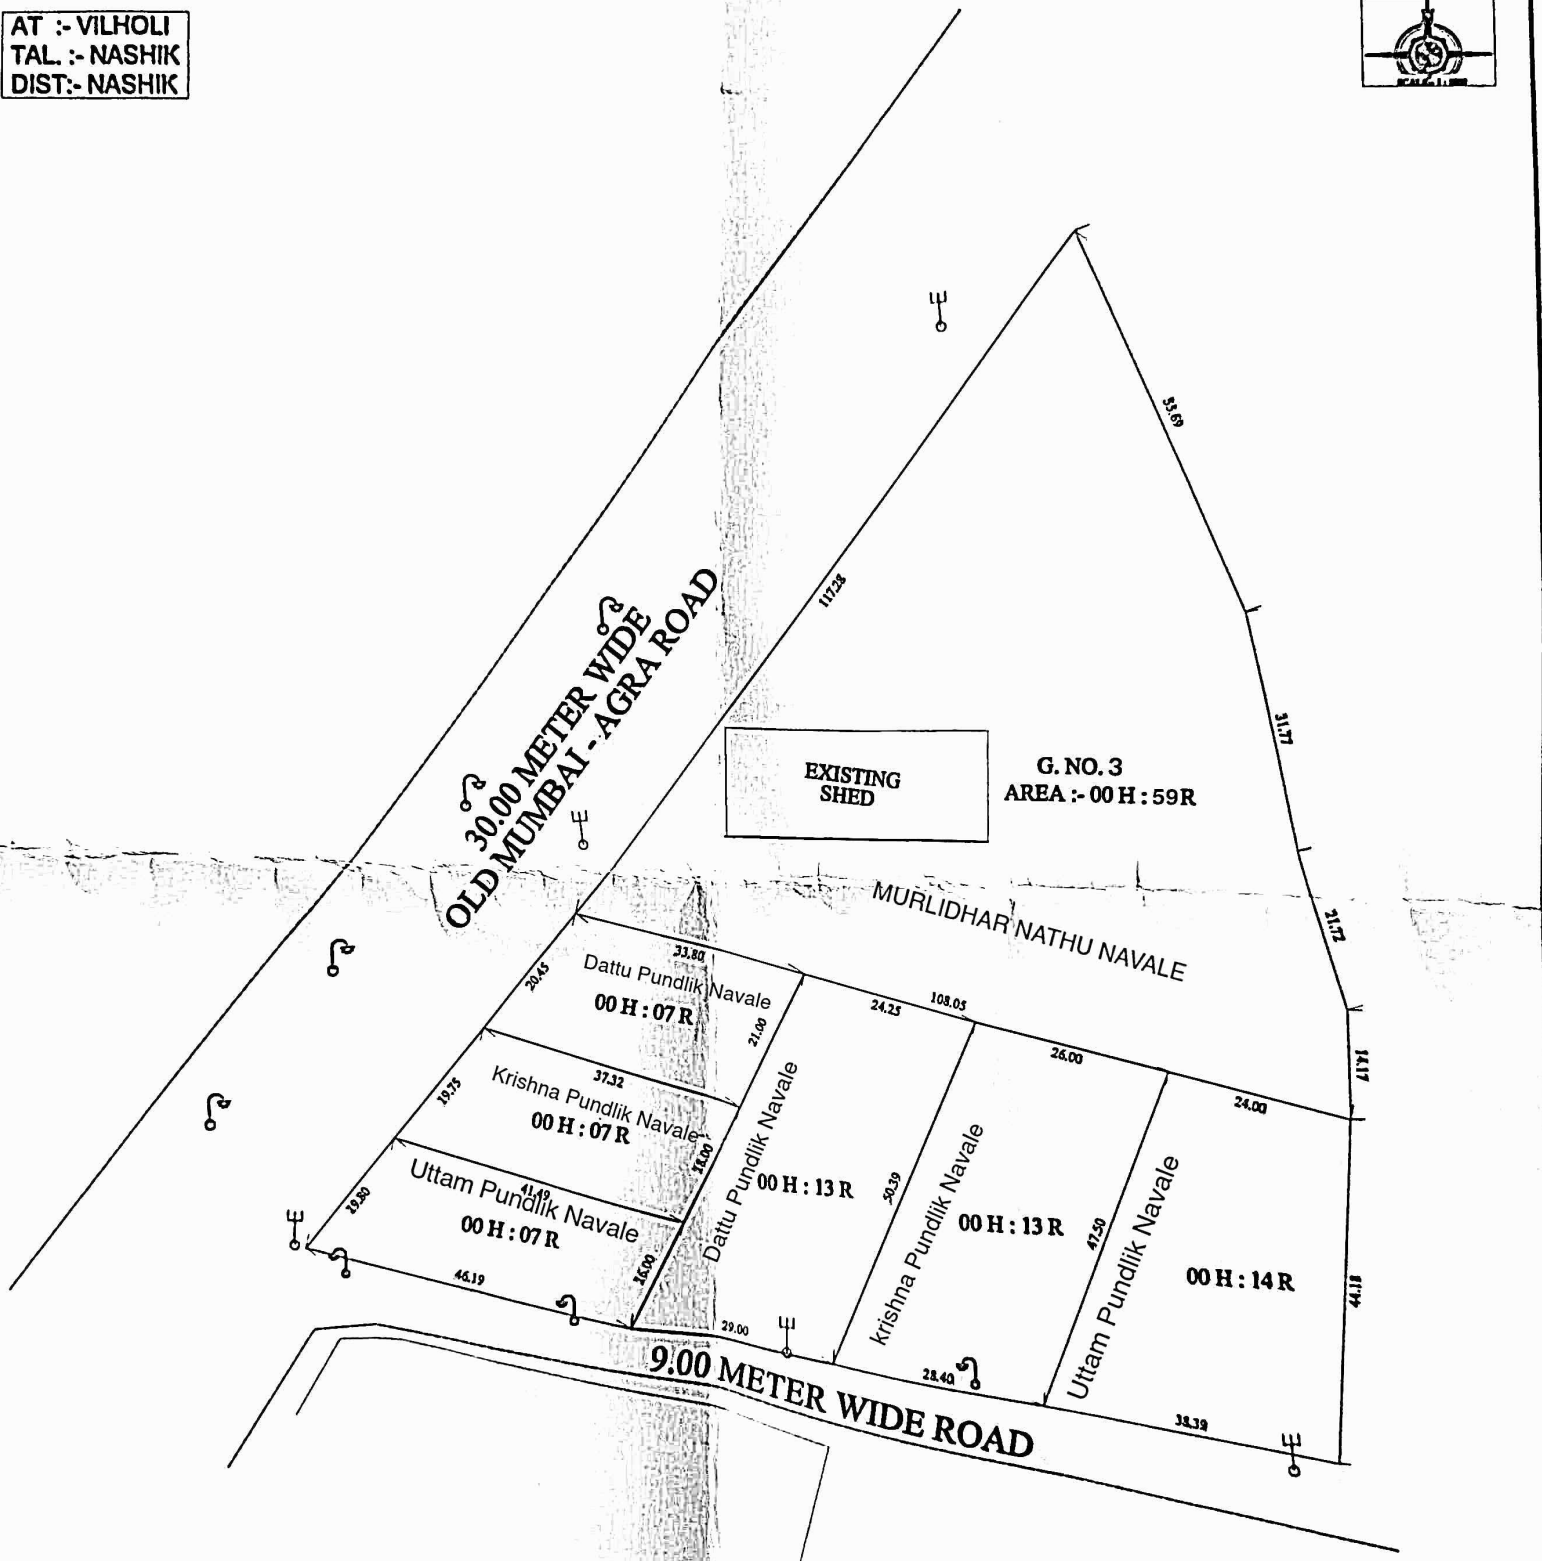 AT :- VILHOLI
TAL. :- NASHIK
DIST:- NASHIK
53.69
117.28
31.77
30.00 METER WIDE
OLD MUMBAI - AGRA ROAD
EXISTING
SHED
G. NO. 3
AREA :- 00 H : 59 R
MURLIDHAR NATHU NAVALE
21.72
33.80
Dattu Pundlik Navale
00 H : 07 R
20.45
21.00
24.25
108.05
26.00
24.00
14.17
37.32
Krishna Pundlik Navale
00 H : 07 R
19.75
18.00
41.49
Uttam Pundlik Navale
00 H : 07 R
19.80
16.00
46.19
Dattu Pundlik Navale
00 H : 13 R
50.39
29.00
krishna Pundlik Navale
00 H : 13 R
47.50
28.40
Uttam Pundlik Navale
00 H : 14 R
44.18
38.39
9.00 METER WIDE ROAD